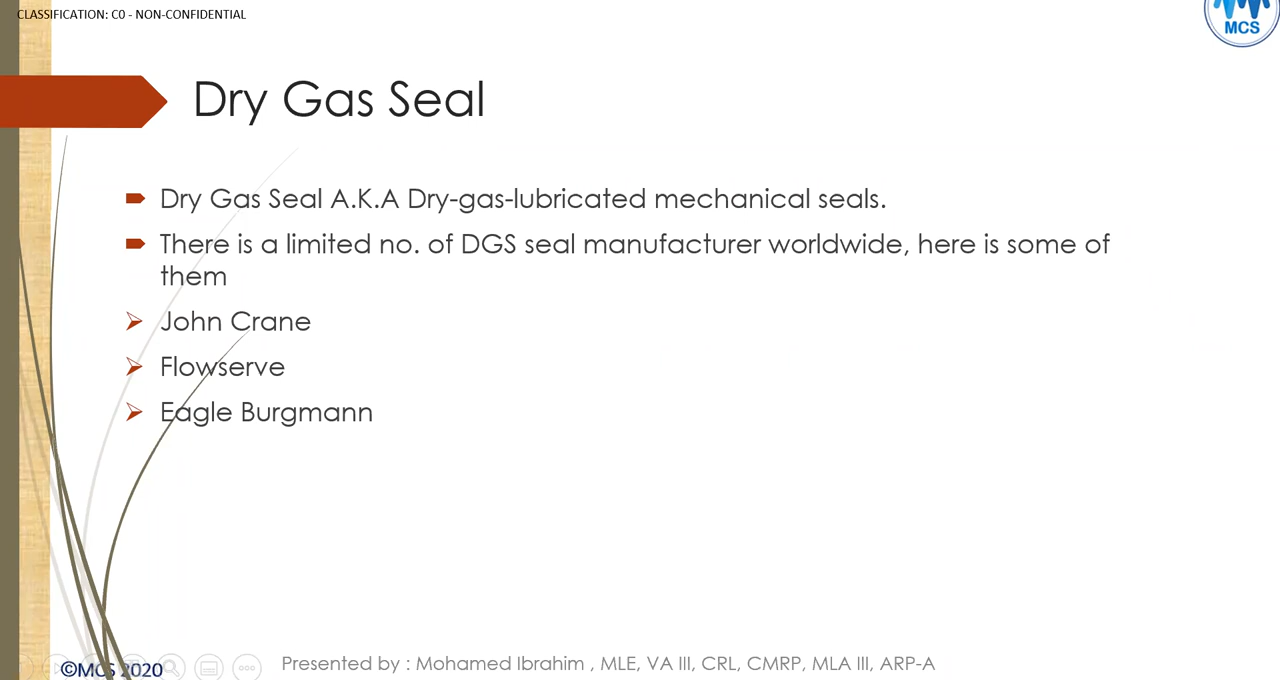 CLASSIFICATION: C0 - NON-CONFIDENTIAL
MCS
Dry Gas Seal
Dry Gas Seal A.K.A Dry-gas-lubricated mechanical seals.
There is a limited no. of DGS seal manufacturer worldwide, here is some of
them
John Crane
Flowserve
Eagle Burgmann
©MCS 2020
Presented by : Mohamed Ibrahim , MLE, VA III, CRL, CMRP, MLA III, ARP-A